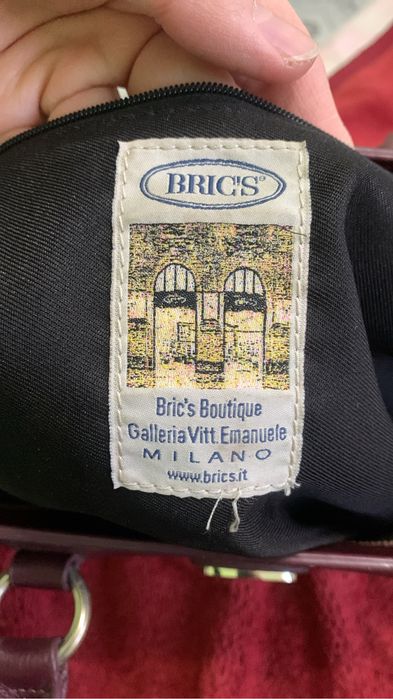 BRIC'S®
Bric's Boutique
Galleria Vitt. Emanuele
MILANO
www.brics.it